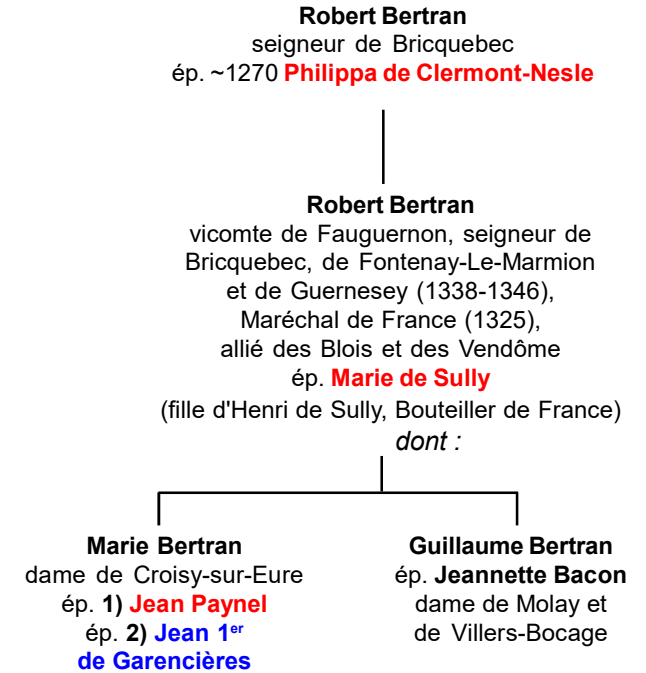 Robert Bertran
seigneur de Bricquebec
ép. ~1270 Philippa de Clermont-Nesle
Robert Bertran
vicomte de Fauguernon, seigneur de
Bricquebec, de Fontenay-Le-Marmion
et de Guernesey (1338-1346),
Maréchal de France (1325),
allié des Blois et des Vendôme
ép. Marie de Sully
(fille d'Henri de Sully, Bouteiller de France)
dont :
Marie Bertran
dame de Croisy-sur-Eure
ép. 1) Jean Paynel
ép. 2) Jean 1er
de Garencières
Guillaume Bertran
ép. Jeannette Bacon
dame de Molay et
de Villers-Bocage